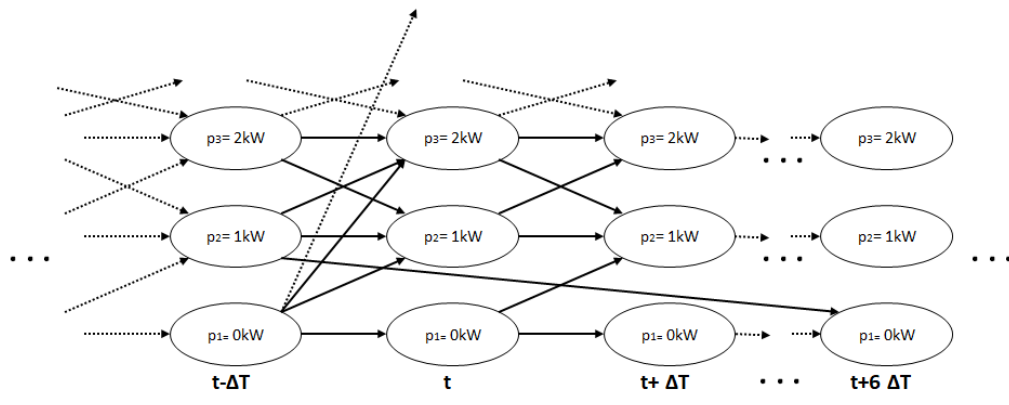 p3= 2kW p3= 2kW p3= 2kW p3= 2kW
p2= 1kW p2= 1kW p2= 1kW p2= 1kW
p1= 0kW p1= 0kW p1= 0kW p1= 0kW
t-ΔT t t+ ΔT t+6 ΔT